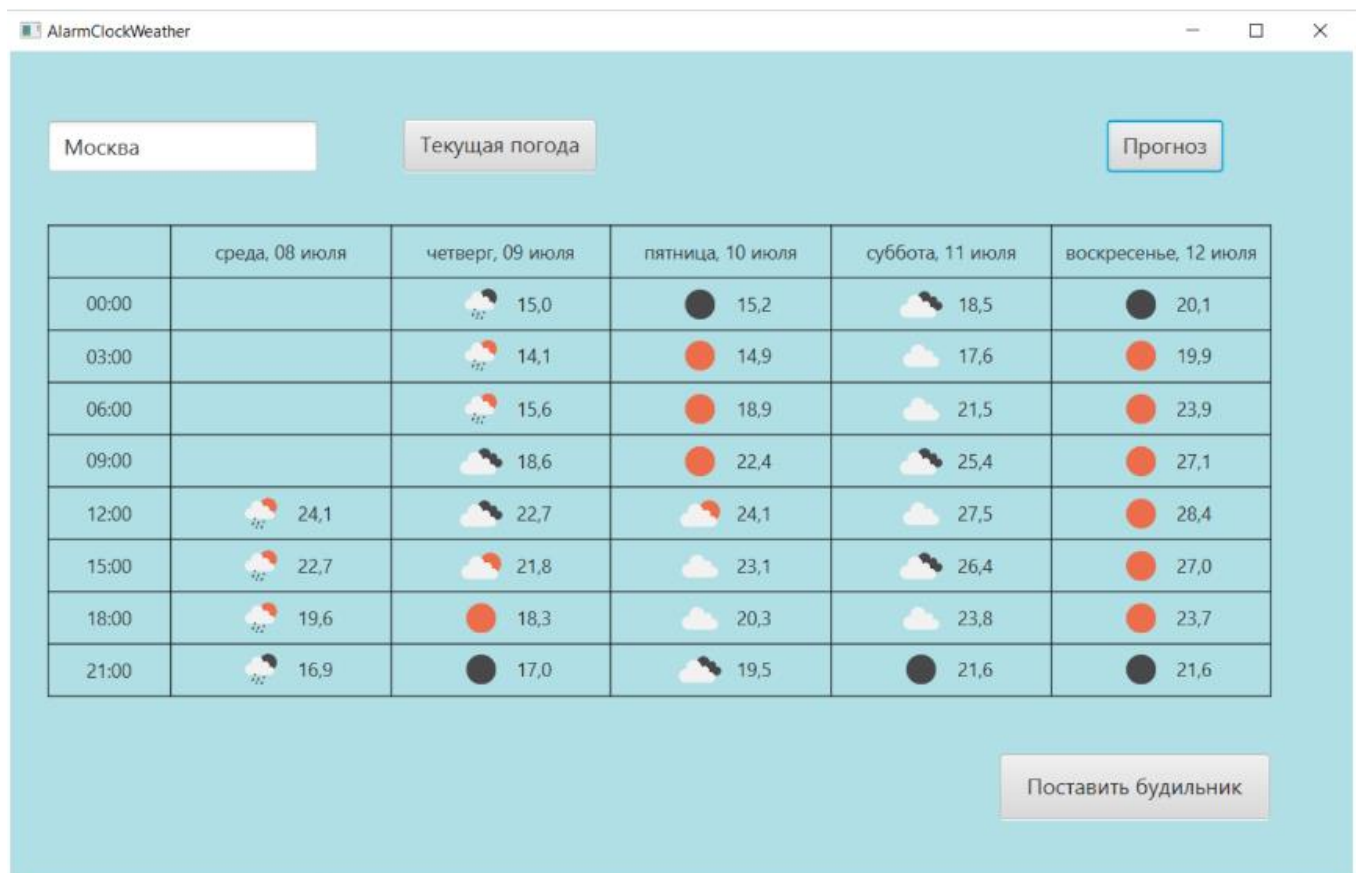 AlarmClockWeather
Москва Текущая погода Прогноз
среда, 08 июля четверг, 09 июля пятница, 10 июля суббота, 11 июля воскресенье, 12 июля
00:00 15,0 15,2 18,5 20,1
03:00 14,1 14,9 17,6 19,9
06:00 15,6 18,9 21,5 23,9
09:00 18,6 22,4 25,4 27,1
12:00 24,1 22,7 24,1 27,5 28,4
15:00 22,7 21,8 23,1 26,4 27,0
18:00 19,6 18,3 20,3 23,8 23,7
21:00 16,9 17,0 19,5 21,6 21,6
Поставить будильник